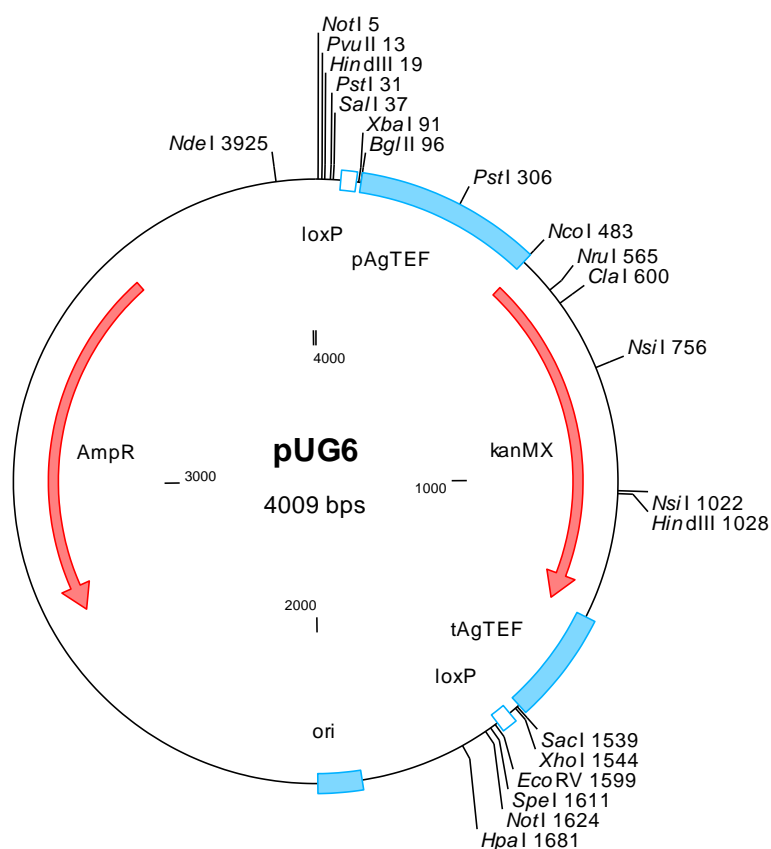 NotI 5
PvuII 13
HindIII 19
PstI 31
SalI 37
XbaI 91
BglII 96
NdeI 3925
PstI 306
NcoI 483
NruI 565
ClaI 600
loxP
pAgTEF
NsiI 756
4000
AmpR
pUG6
kanMX
3000
1000
4009 bps
NsiI 1022
HindIII 1028
2000
tAgTEF
loxP
ori
SacI 1539
XhoI 1544
EcoRV 1599
SpeI 1611
NotI 1624
HpaI 1681